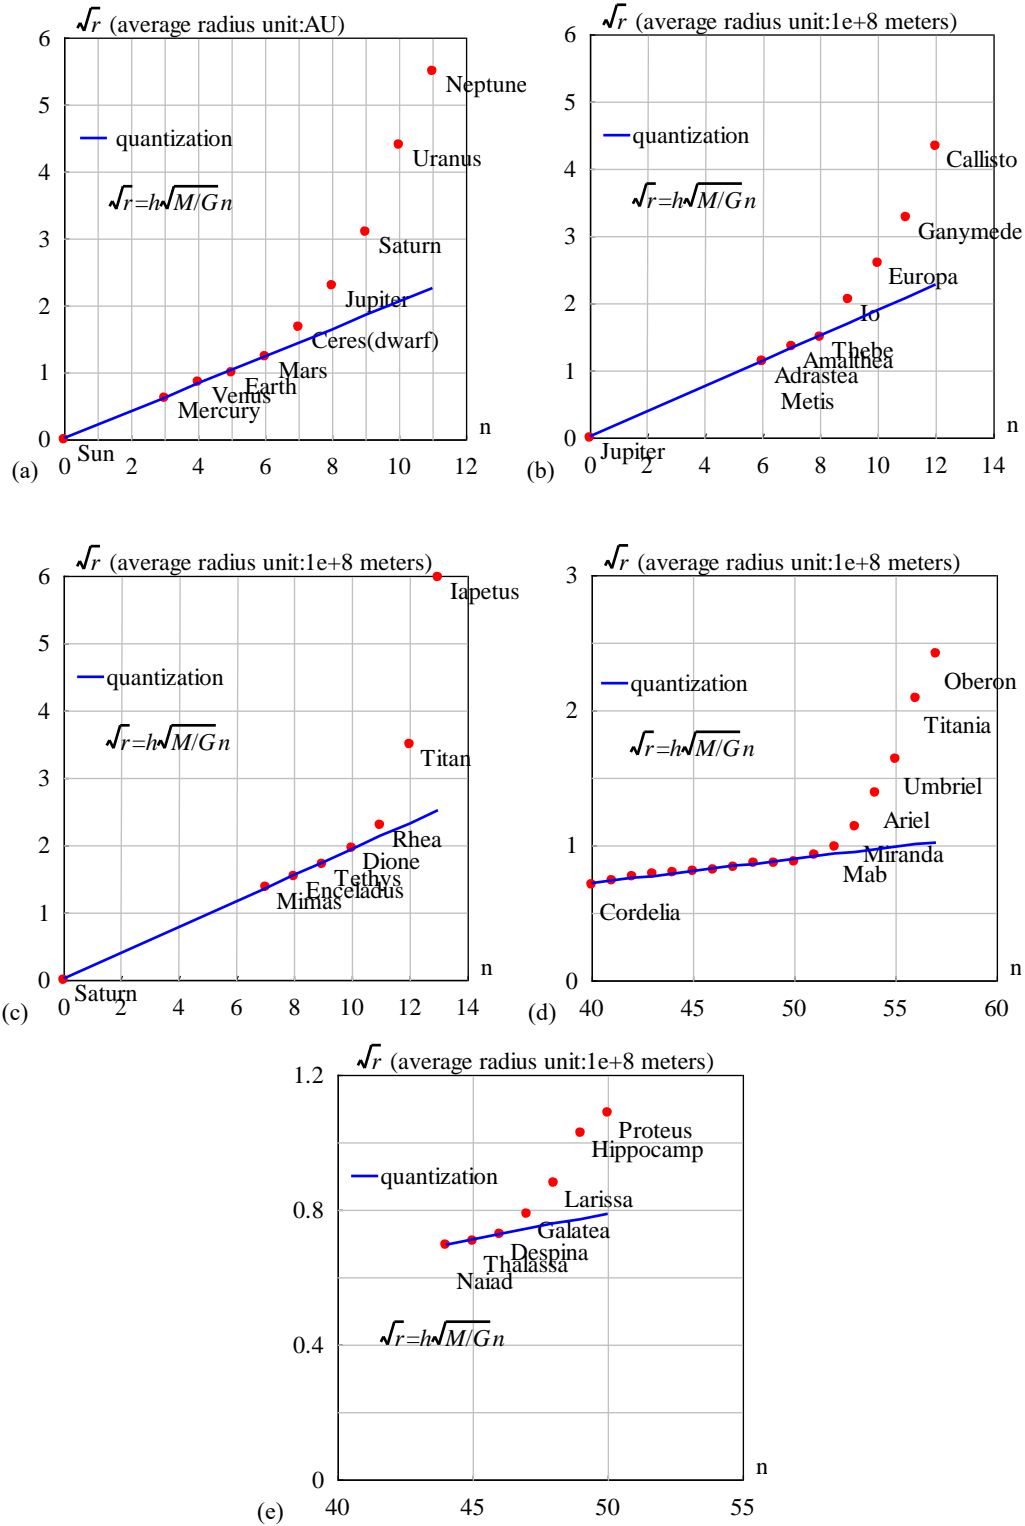 √r (average radius unit:AU)
6
5
4
3
2
1
0
Neptune
quantization
Uranus
√r=h√M/G n
Saturn
Jupiter
Ceres(dwarf)
Mars
Earth
Venus
Mercury
Sun
n
(a)
0 2 4 6 8 10 12
√r (average radius unit:1e+8 meters)
6
5
4
3
2
1
0
quantization
Callisto
√r=h√M/G n
Ganymede
Europa
Io
Thebe
Amalthea
Adrastea
Metis
Jupiter
n
(b)
0 2 4 6 8 10 12 14
√r (average radius unit:1e+8 meters)
6
5
4
3
2
1
0
Iapetus
quantization
√r=h√M/G n
Titan
Rhea
Dione
Tethys
Enceladus
Mimas
Saturn
n
(c)
0 2 4 6 8 10 12 14
√r (average radius unit:1e+8 meters)
3
2
1
0
quantization
Oberon
Titania
√r=h√M/G n
Umbriel
Ariel
Miranda
Mab
Cordelia
n
(d)
40 45 50 55 60
√r (average radius unit:1e+8 meters)
1.2
0.8
0.4
0
Proteus
Hippocamp
quantization
Larissa
Galatea
Despina
Thalassa
Naiad
√r=h√M/G n
n
(e)
40 45 50 55